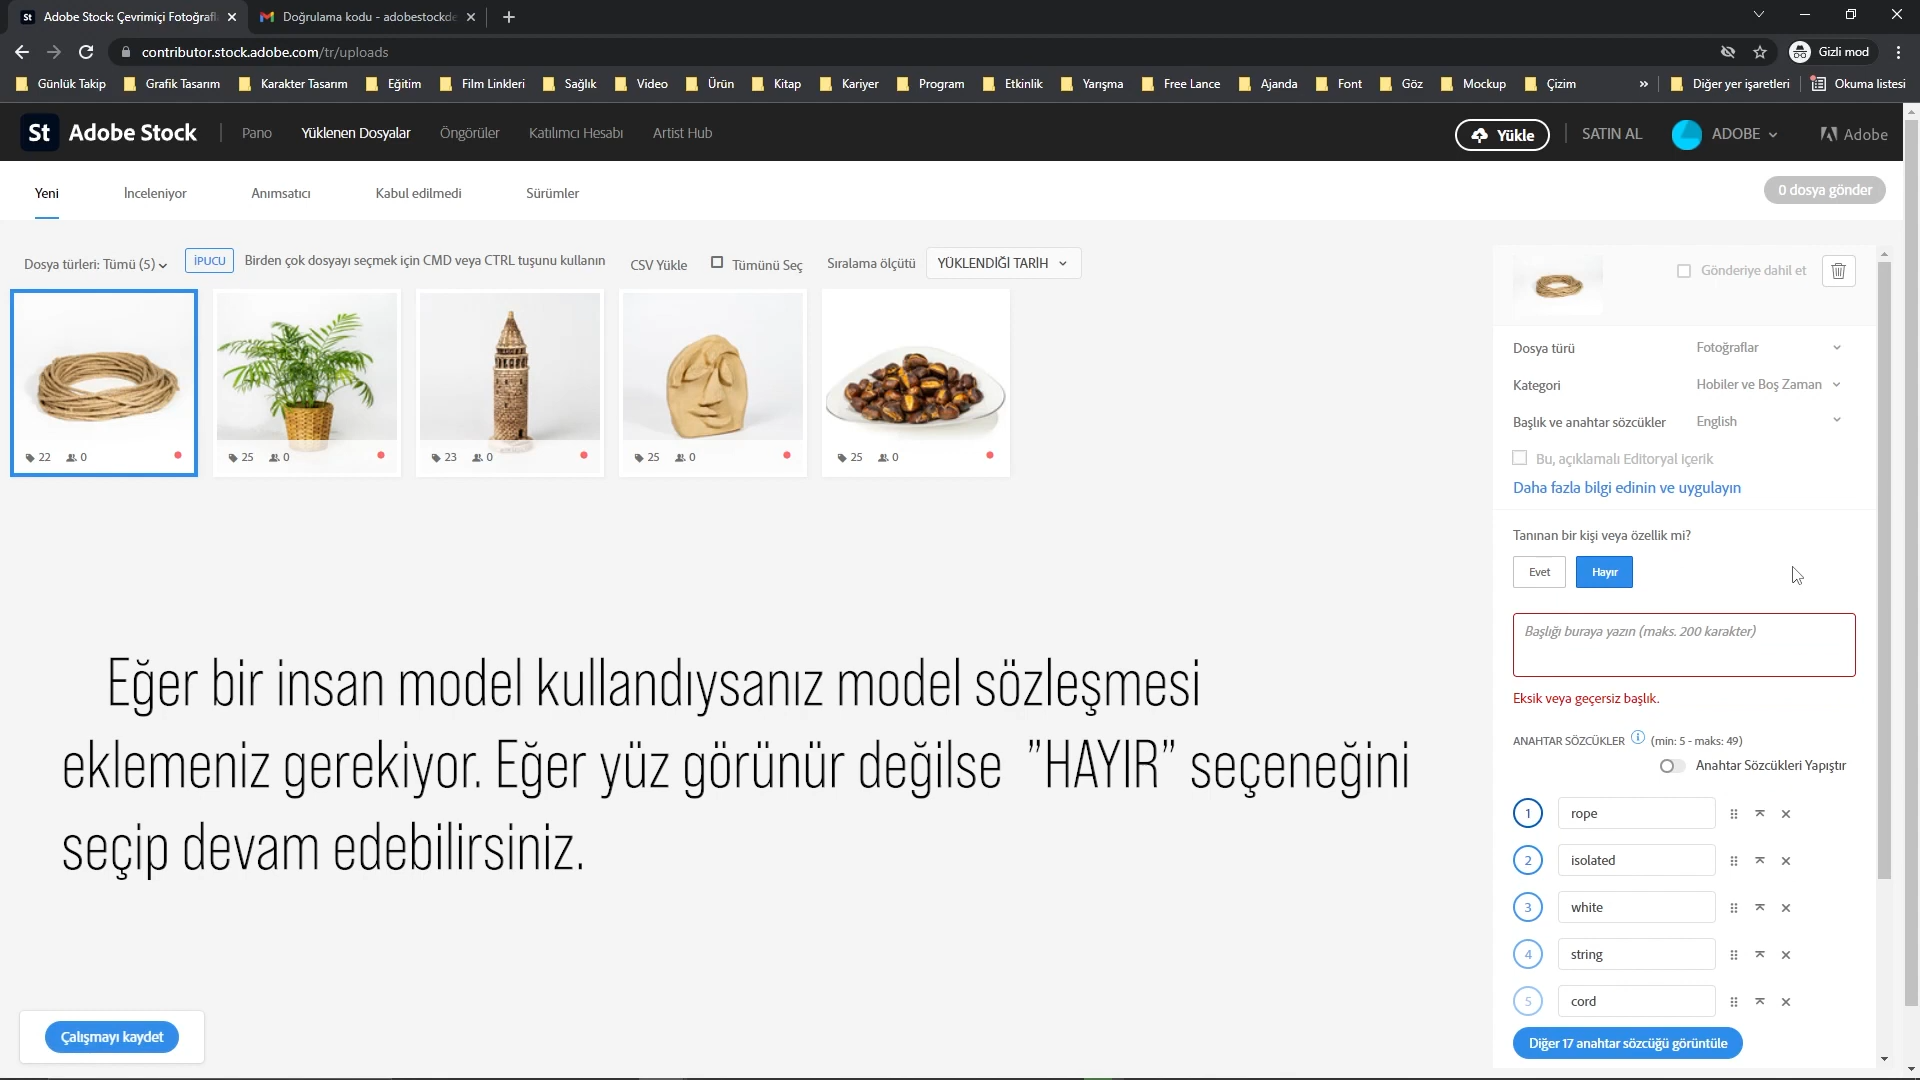 Adobe Stock: Çevrimiçi Fotoğrafl
Doğrulama kodu - adobestockde
contributor.stock.adobe.com/tr/uploads
Gizli mod
Günlük Takip
Grafik Tasarım
Karakter Tasarım
Eğitim
Film Linkleri
Sağlık
Video
Ürün
Kitap
Kariyer
Program
Etkinlik
Yarışma
Free Lance
Ajanda
Font
Göz
Mockup
Çizim
»
Diğer yer işaretleri
Okuma listesi
St Adobe Stock
Pano
Yüklenen Dosyalar
Öngörüler
Katılımcı Hesabı
Artist Hub
Yükle
SATIN AL
ADOBE
Adobe
Yeni
İnceleniyor
Anımsatıcı
Kabul edilmedi
Sürümler
0 dosya gönder
Dosya türleri: Tümü (5)
İPUCU
Birden çok dosyayı seçmek için CMD veya CTRL tuşunu kullanın
CSV Yükle
Tümünü Seç
Sıralama ölçütü
YÜKLENDİĞİ TARİH
22 0
25 0
23 0
25 0
25 0
Gönderiye dahil et
Dosya türü
Fotoğraflar
Kategori
Hobiler ve Boş Zaman
Başlık ve anahtar sözcükler
English
Bu, açıklamalı Editoryal içerik
Daha fazla bilgi edinin ve uygulayın
Tanınan bir kişi veya özellik mi?
Evet
Hayır
Başlığı buraya yazın (maks. 200 karakter)
Eksik veya geçersiz başlık.
ANAHTAR SÖZCÜKLER (min: 5 - maks: 49)
Anahtar Sözcükleri Yapıştır
1 rope
2 isolated
3 white
4 string
5 cord
Diğer 17 anahtar sözcüğü görüntüle
Eğer bir insan model kullandıysanız model sözleşmesi
eklemeniz gerekiyor. Eğer yüz görünür değilse ”HAYIR” seçeneğini
seçip devam edebilirsiniz.
Çalışmayı kaydet